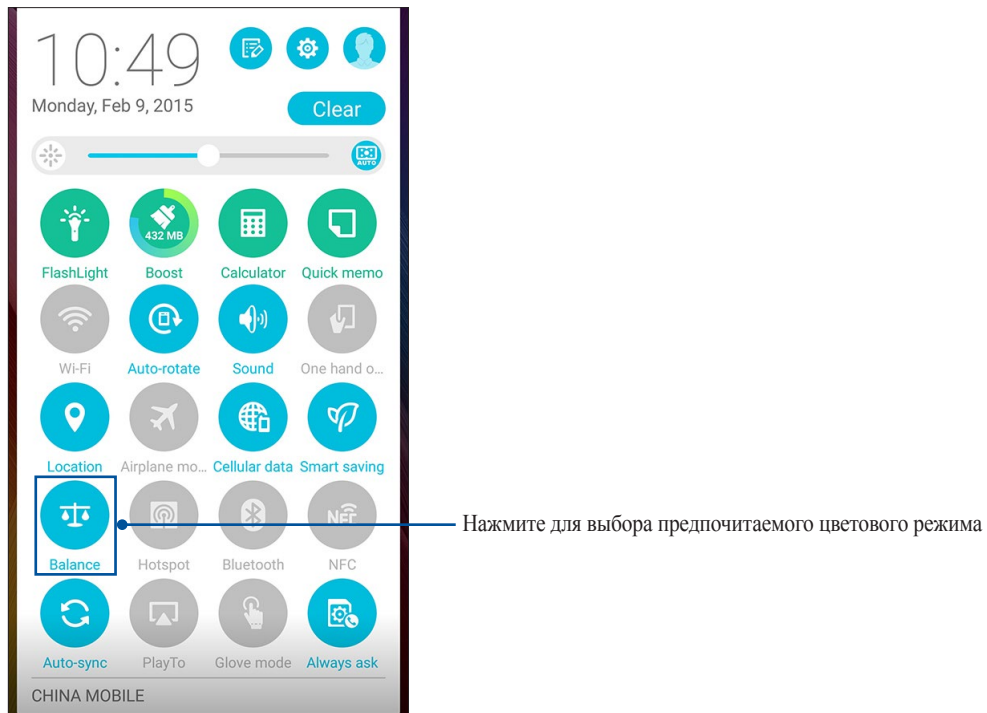 10:49
Monday, Feb 9, 2015
Clear
AUTO
432 MB
FlashLight Boost Calculator Quick memo
Wi-Fi Auto-rotate Sound One hand o...
Location Airplane mo... Cellular data Smart saving
NFC
Нажмите для выбора предпочитаемого цветового режима
Balance Hotspot Bluetooth NFC
Auto-sync PlayTo Glove mode Always ask
CHINA MOBILE